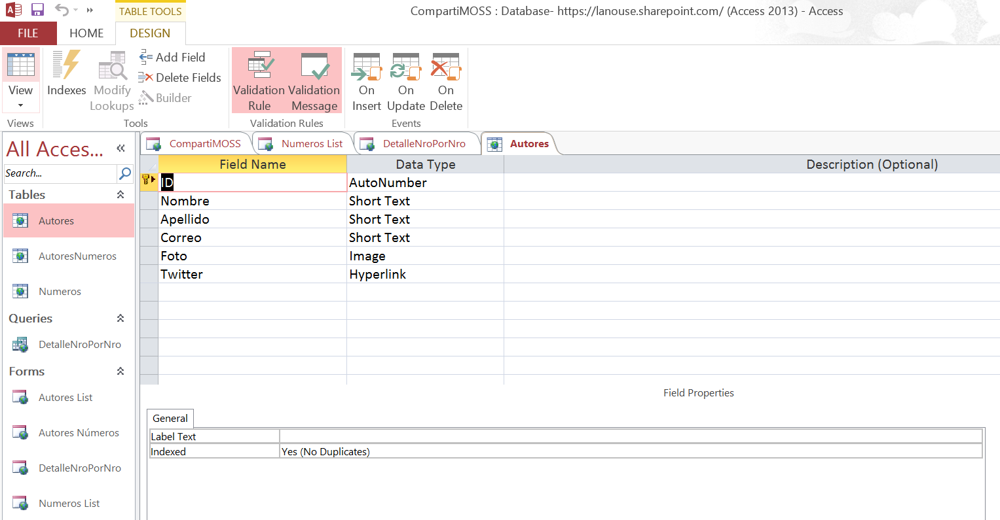 TABLE TOOLS
CompartiMOSS : Database- https://lanouse.sharepoint.com/ (Access 2013) - Access
FILE HOME DESIGN
View
Indexes
Modify
Lookups
Add Field
Delete Fields
Builder
Validation
Rule
Validation
Message
On
Insert
On
Update
On
Delete
Views Tools Validation Rules Events
All Acces...
Search...
Tables
Autores
AutoresNumeros
Numeros
Queries
DetalleNroPorNro
Forms
Autores List
Autores Números
DetalleNroPorNro
Numeros List
CompartiMOSS Numeros List DetalleNroPorNro Autores
Field Name Data Type Description (Optional)
ID AutoNumber
Nombre Short Text
Apellido Short Text
Correo Short Text
Foto Image
Twitter Hyperlink
Field Properties
General
Label Text
Indexed Yes (No Duplicates)